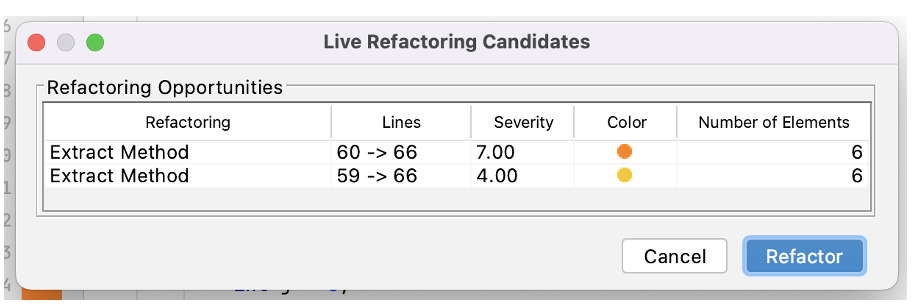 Live Refactoring Candidates
Refactoring Opportunities
Refactoring Lines Severity Color Number of Elements
Extract Method 60 -> 66 7.00 6
Extract Method 59 -> 66 4.00 6
Cancel Refactor